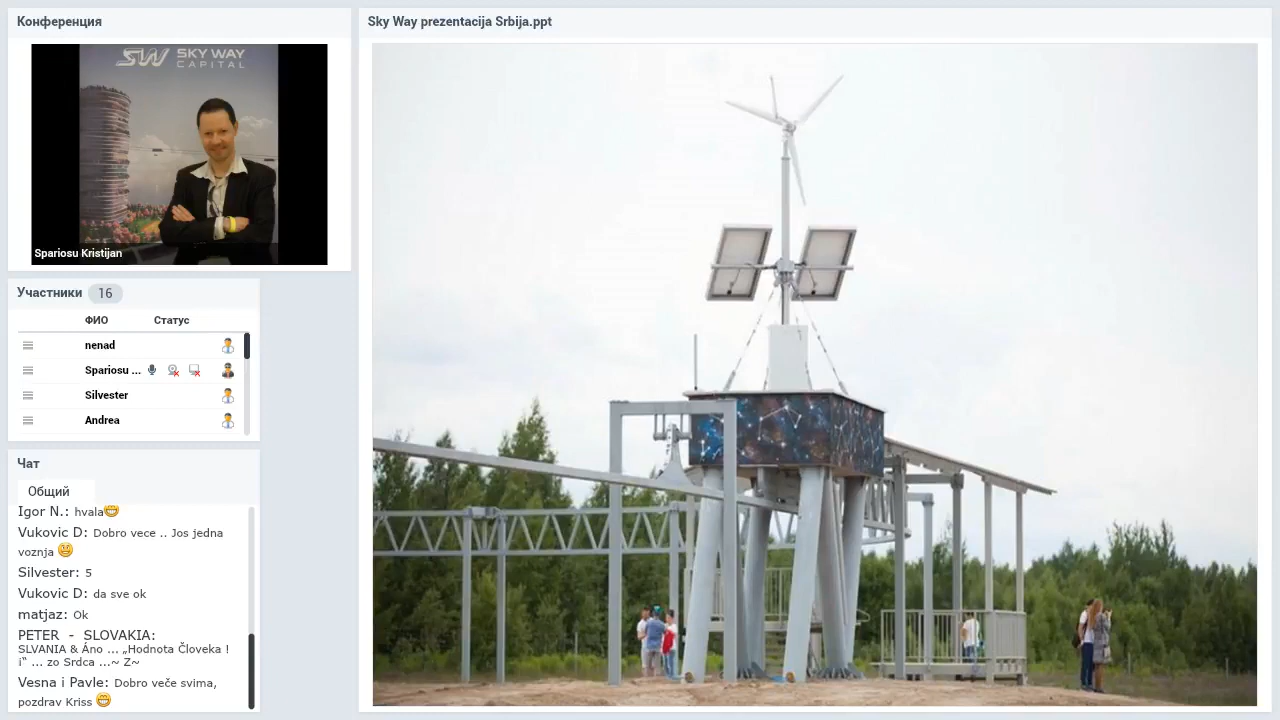 Конференция
SKY WAY
CAPITAL
Spariosu Kristijan
Участники 16
ФИО Статус
nenad
Spariosu ...
Silvester
Andrea
Чат
Общий
Igor N.: hvala
Vukovic D: Dobro vece .. Jos jedna
voznja
Silvester: 5
Vukovic D: da sve ok
matjaz: Ok
PETER - SLOVAKIA:
SLVANIA & Áno ... „Hodnota Človeka !
i“ ... zo Srdca ...~ Z~
Vesna i Pavle: Dobro veče svima,
pozdrav Kriss
Sky Way prezentacija Srbija.ppt